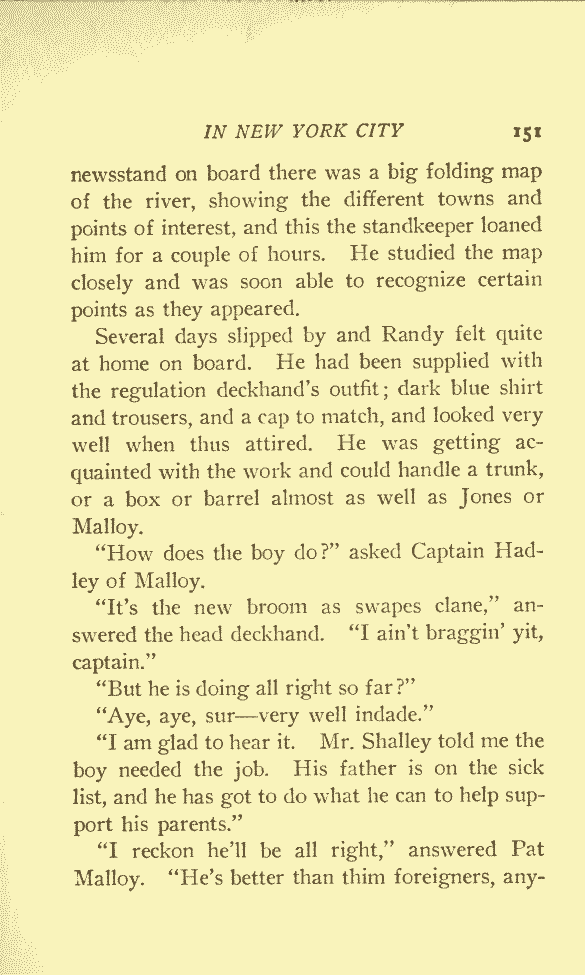 IN NEW YORK CITY 151
newsstand on board there was a big folding map
of the river, showing the different towns and
points of interest, and this the standkeeper loaned
him for a couple of hours. He studied the map
closely and was soon able to recognize certain
points as they appeared.
Several days slipped by and Randy felt quite
at home on board. He had been supplied with
the regulation deckhand's outfit; dark blue shirt
and trousers, and a cap to match, and looked very
well when thus attired. He was getting ac-
quainted with the work and could handle a trunk,
or a box or barrel almost as well as Jones or
Malloy.
"How does the boy do?" asked Captain Had-
ley of Malloy.
"It's the new broom as swapes clane," an-
swered the head deckhand. "I ain't braggin' yit,
captain."
"But he is doing all right so far?"
"Aye, aye, sur—very well indade."
"I am glad to hear it. Mr. Shalley told me the
boy needed the job. His father is on the sick
list, and he has got to do what he can to help sup-
port his parents."
"I reckon he'll be all right," answered Pat
Malloy. "He's better than thim foreigners, any-